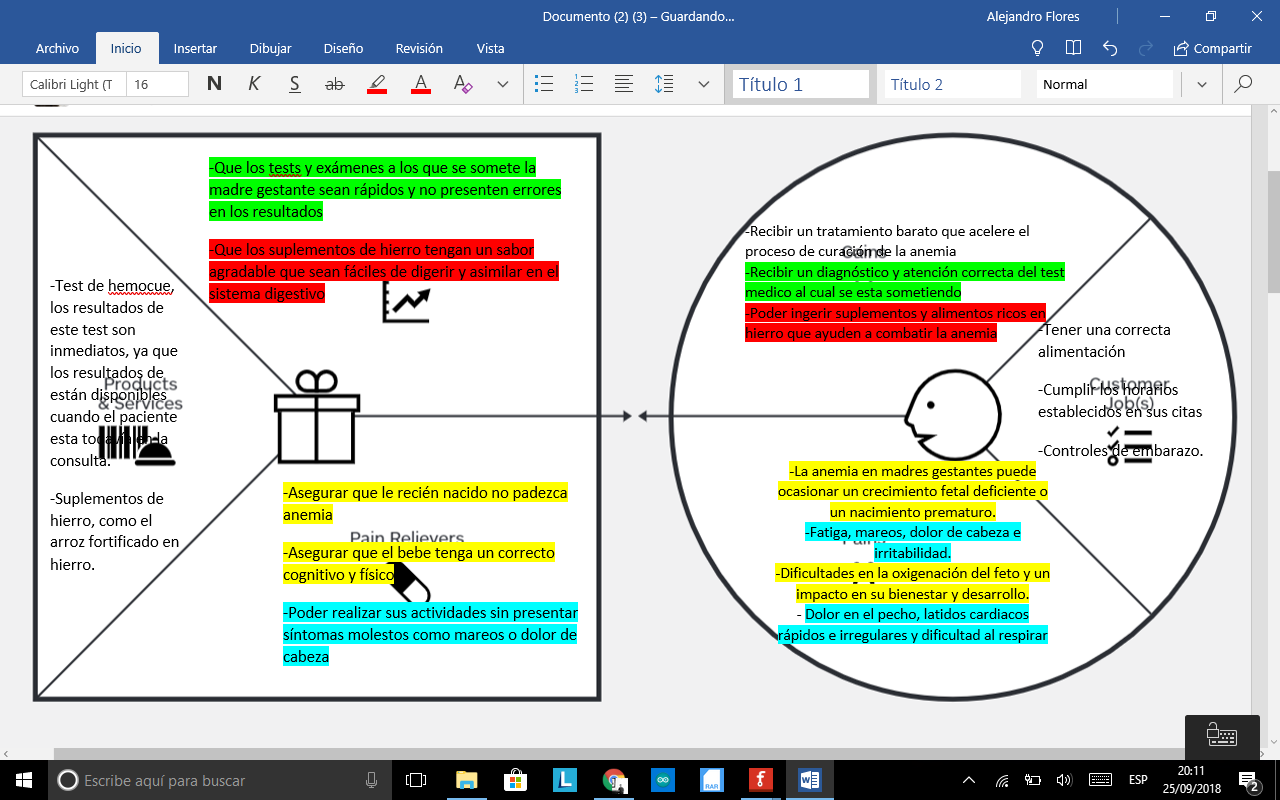 Documento (2) (3) – Guardando...
Alejandro Flores
Archivo
Inicio
Insertar
Dibujar
Diseño
Revisión
Vista
Compartir
Calibri Light (T
16
N
K
S
ab
A
A
Título 1
Título 2
Normal
-Que los tests y exámenes a los que se somete la
madre gestante sean rápidos y no presenten errores
en los resultados
-Que los suplementos de hierro tengan un sabor
agradable que sean fáciles de digerir y asimilar en el
sistema digestivo
-Test de hemocue,
los resultados de
este test son
inmediatos, ya que
los resultados de
están disponibles
cuando el paciente
esta todavía en la
consulta.
-Suplementos de
hierro, como el
arroz fortificado en
hierro.
Products
& Services
-Asegurar que le recién nacido no padezca
anemia
Pain Relievers
-Asegurar que el bebe tenga un correcto
cognitivo y físico
-Poder realizar sus actividades sin presentar
síntomas molestos como mareos o dolor de
cabeza
-Recibir un tratamiento barato que acelere el
proceso de curación de la anemia
Gains
-Recibir un diagnóstico y atención correcta del test
medico al cual se esta sometiendo
-Poder ingerir suplementos y alimentos ricos en
hierro que ayuden a combatir la anemia
-Tener una correcta
alimentación
-Cumplir los horarios
establecidos en sus citas
-Controles de embarazo.
Customer
Job(s)
-La anemia en madres gestantes puede
ocasionar un crecimiento fetal deficiente o
un nacimiento prematuro.
-Fatiga, mareos, dolor de cabeza e
irritabilidad.
Pains
-Dificultades en la oxigenación del feto y un
impacto en su bienestar y desarrollo.
- Dolor en el pecho, latidos cardiacos
rápidos e irregulares y dificultad al respirar
Escribe aquí para buscar
L
RAR
W
ESP
20:11
25/09/2018
2